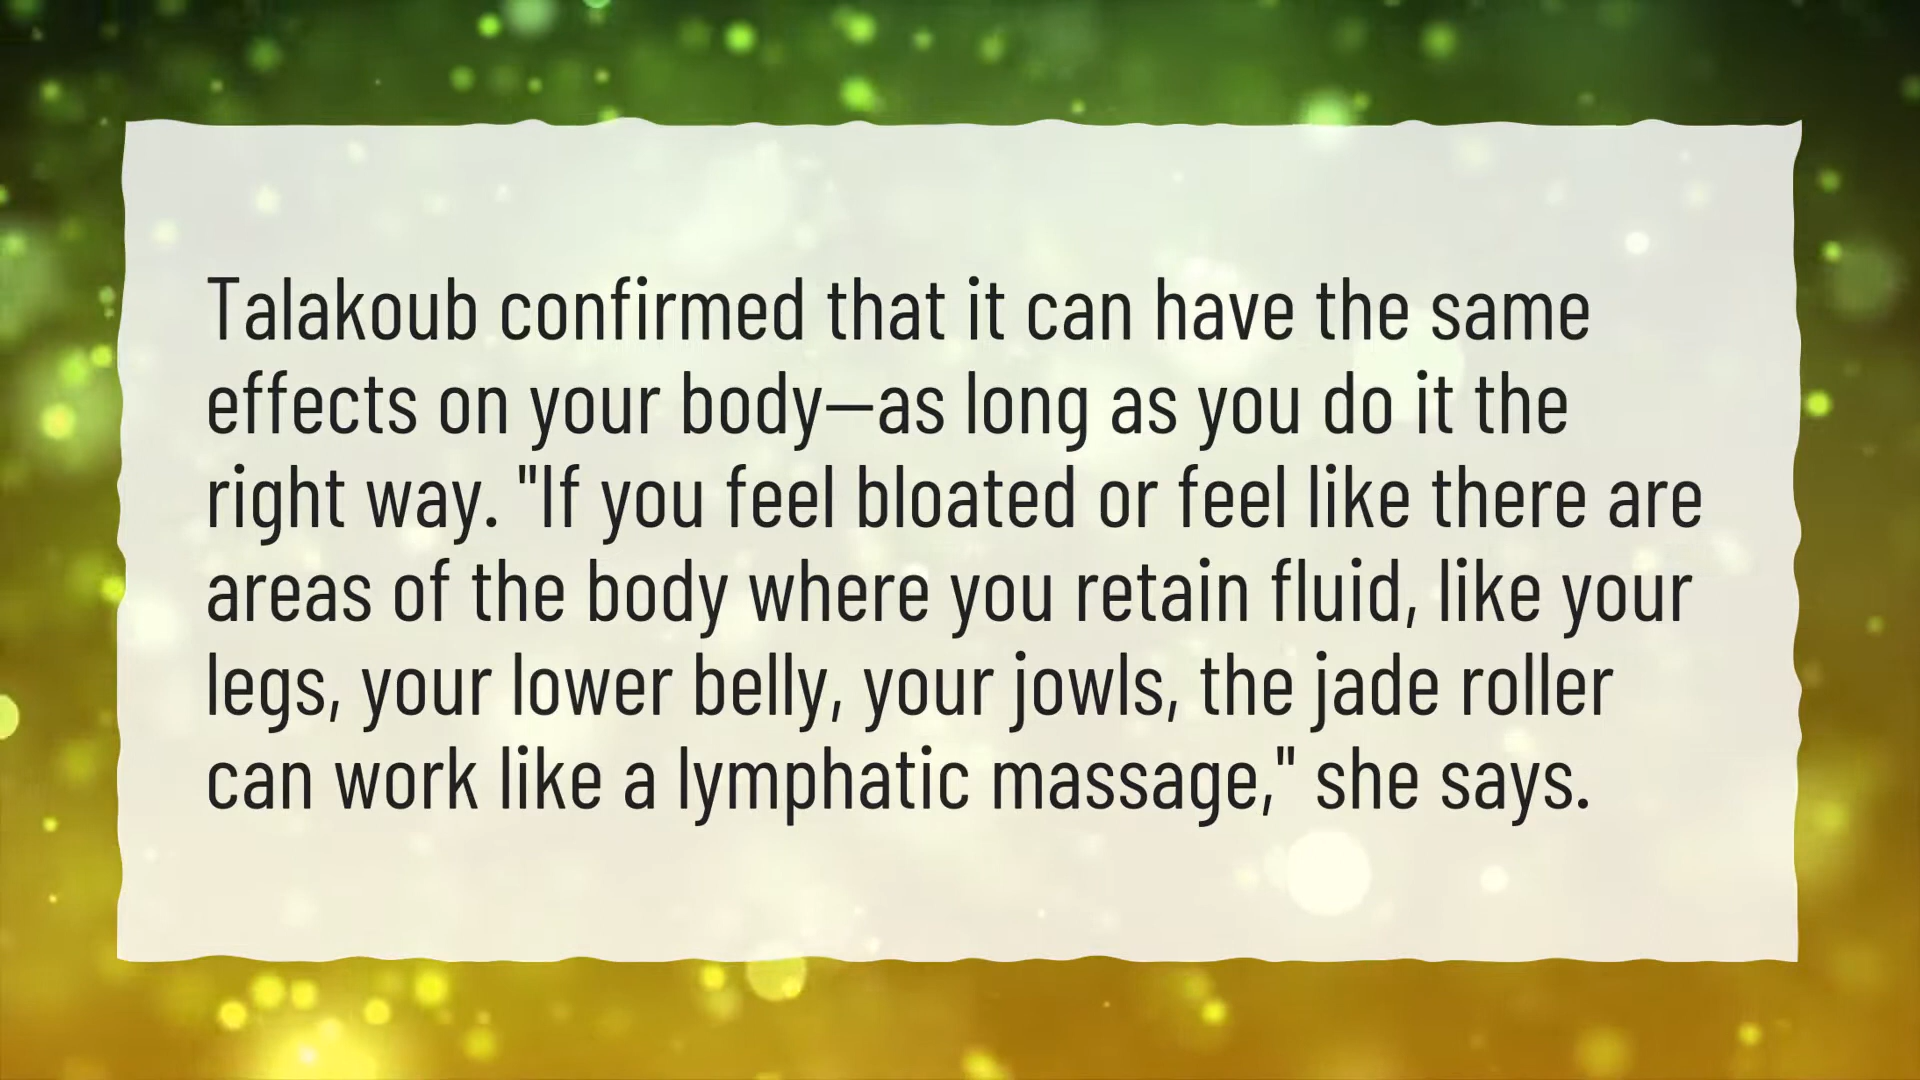 Talakoub confirmed that it can have the same
effects on your body—as long as you do it the
right way. "If you feel bloated or feel like there are
areas of the body where you retain fluid, like your
legs, your lower belly, your jowls, the jade roller
can work like a lymphatic massage," she says.